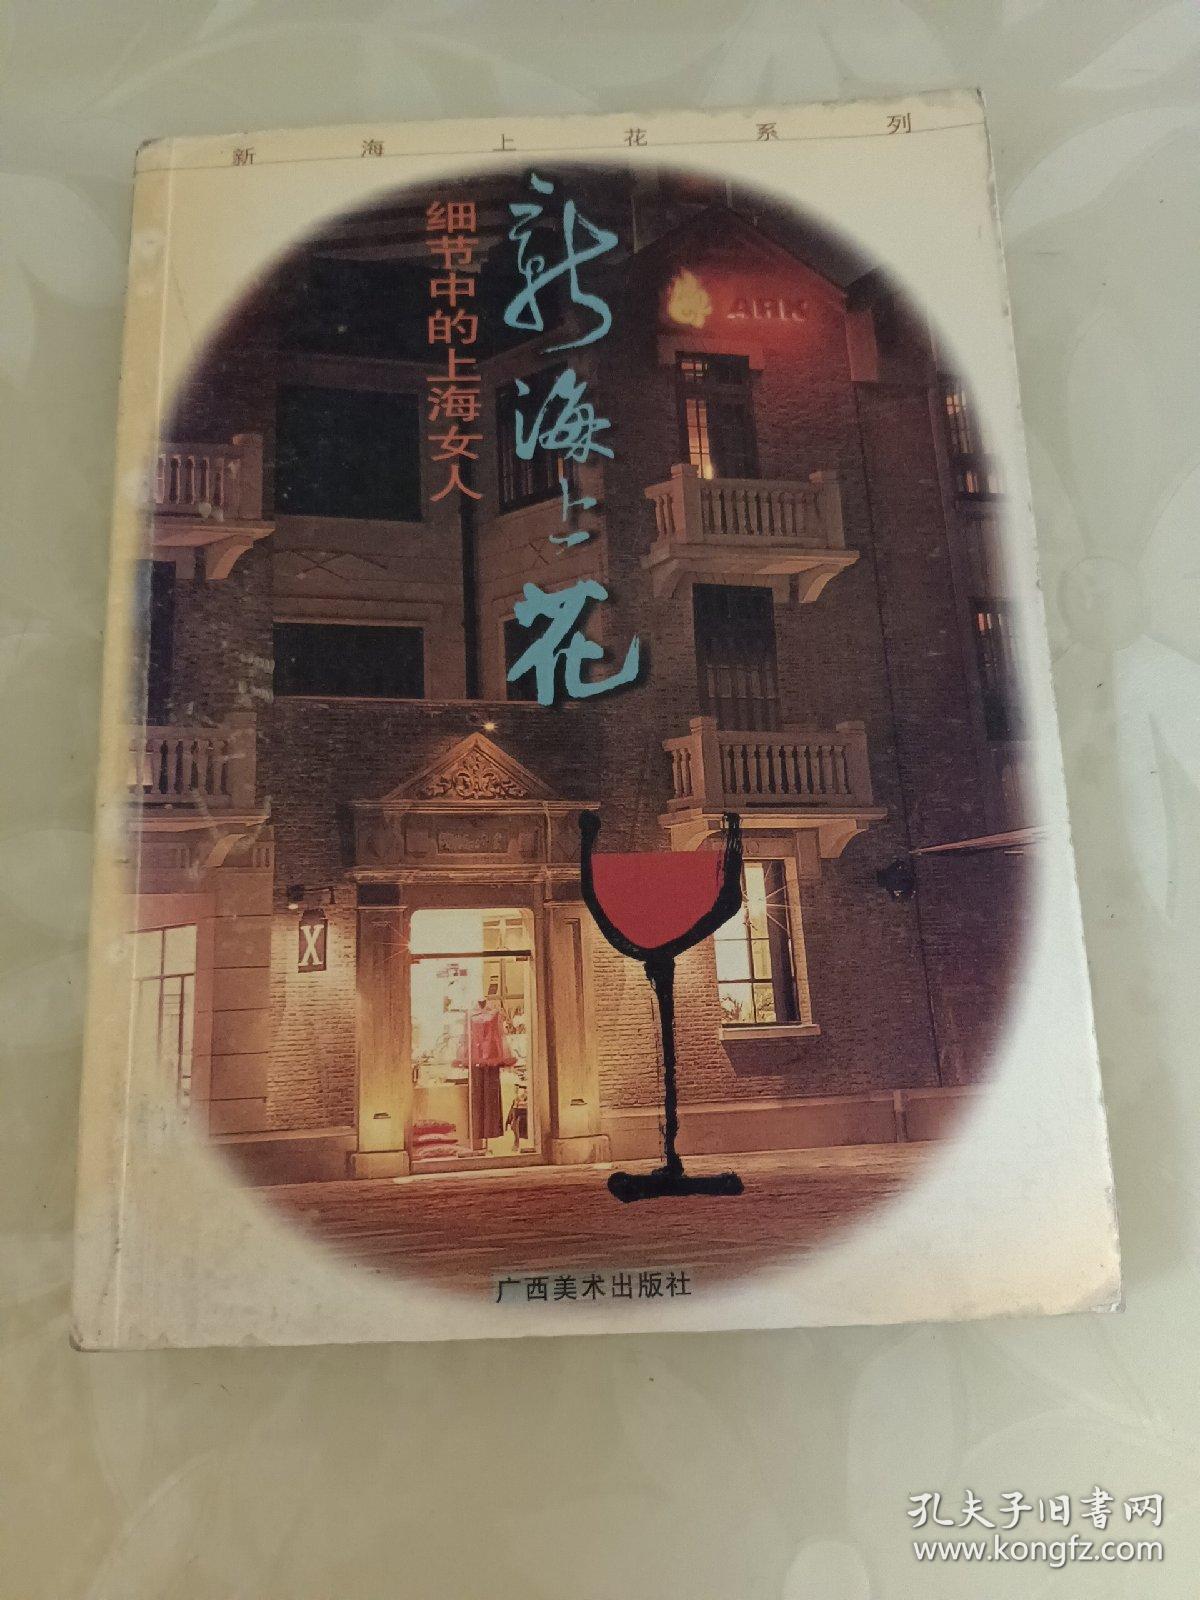 新海上花系列
新海上花
细节中的上海女人
ARK
X
广西美术出版社
孔夫子旧书网
www.kongfz.com